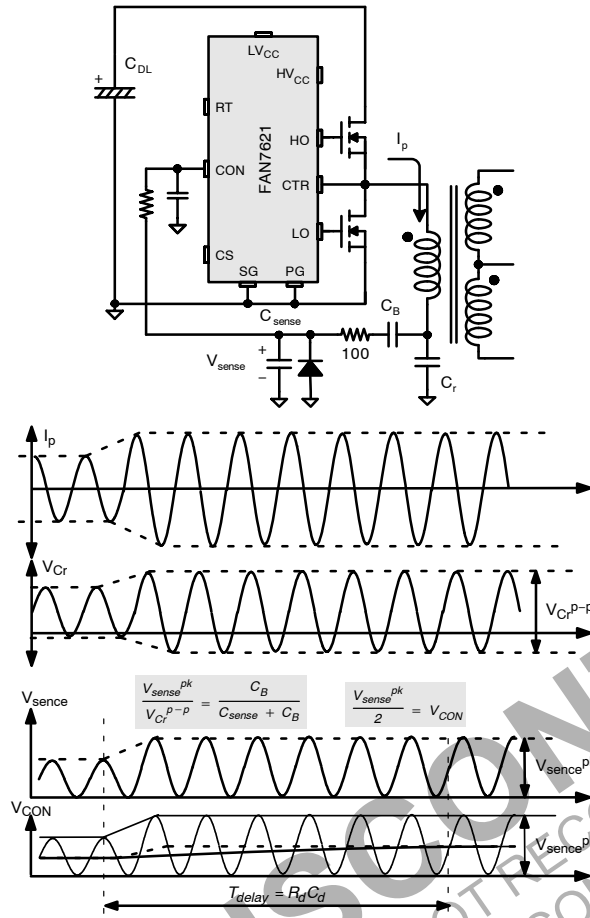 C_DL
+
LV_CC
HV_CC
RT
CON
FAN7621
HO
CTR
LO
CS
SG
PG
I_p
C_sense
V_sense
+
−
100
C_B
C_r
I_p
V_Cr
V_Cr^p−p
V_sence
V_sense^pk / V_Cr^p−p = C_B / C_sense + C_B
V_sense^pk / 2 = V_CON
V_sence^p
V_CON
V_sence^p
T_delay = R_d C_d